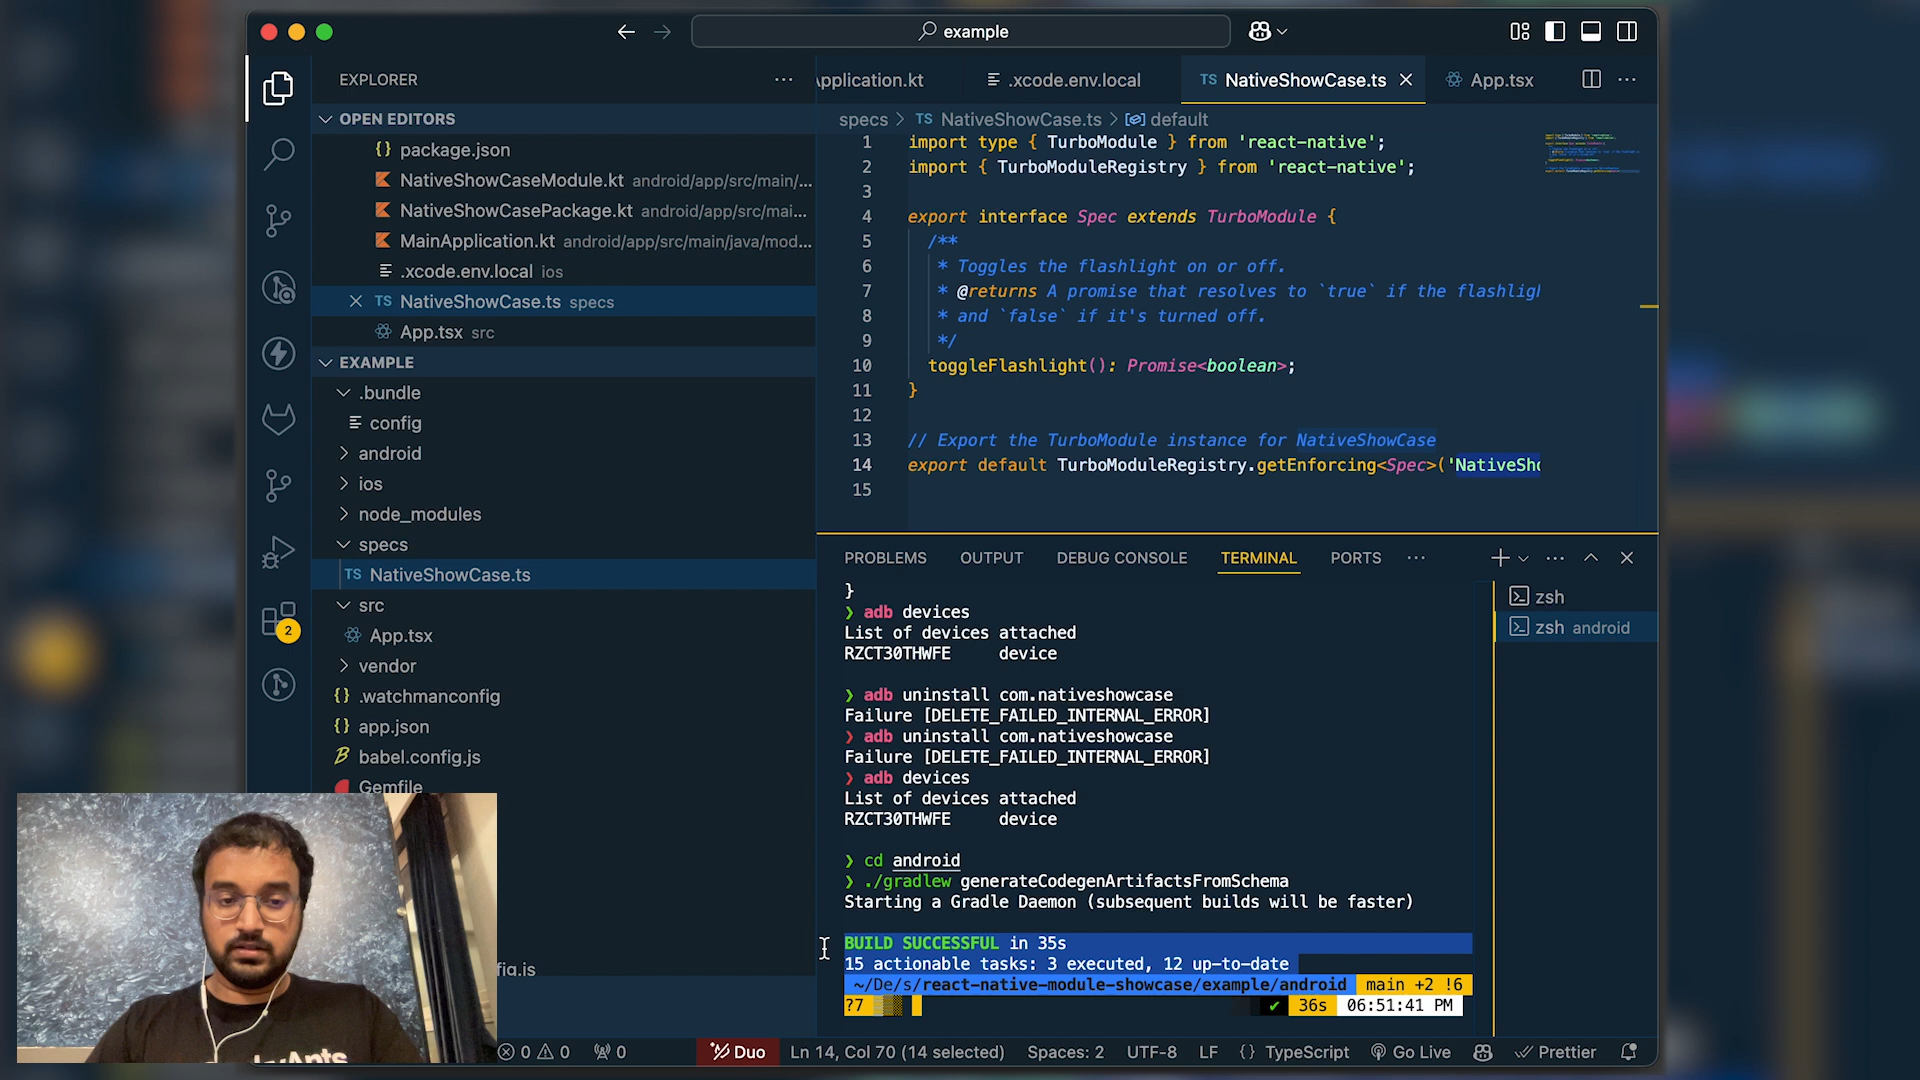 example
EXPLORER
OPEN EDITORS
package.json
NativeShowCaseModule.kt android/app/src/main/...
NativeShowCasePackage.kt android/app/src/mai...
MainApplication.kt android/app/src/main/java/mod...
.xcode.env.local ios
TS NativeShowCase.ts specs
App.tsx src
EXAMPLE
.bundle
config
android
ios
node_modules
specs
TS NativeShowCase.ts
src
App.tsx
vendor
.watchmanconfig
app.json
babel.config.js
Gemfile
2
pplication.kt
.xcode.env.local
TS NativeShowCase.ts
App.tsx
specs > TS NativeShowCase.ts > default
1 import type { TurboModule } from 'react-native';
2 import { TurboModuleRegistry } from 'react-native';
3
4 export interface Spec extends TurboModule {
5 /**
6 * Toggles the flashlight on or off.
7 * @returns A promise that resolves to `true` if the flashligh
8 * and `false` if it's turned off.
9 */
10 toggleFlashlight(): Promise<boolean>;
11 }
12
13 // Export the TurboModule instance for NativeShowCase
14 export default TurboModuleRegistry.getEnforcing<Spec>('NativeSho
15
PROBLEMS OUTPUT DEBUG CONSOLE TERMINAL PORTS
}
❯ adb devices
List of devices attached
RZCT30THWFE device
❯ adb uninstall com.nativeshowcase
Failure [DELETE_FAILED_INTERNAL_ERROR]
❯ adb uninstall com.nativeshowcase
Failure [DELETE_FAILED_INTERNAL_ERROR]
❯ adb devices
List of devices attached
RZCT30THWFE device
❯ cd android
❯ ./gradlew generateCodegenArtifactsFromSchema
Starting a Gradle Daemon (subsequent builds will be faster)
BUILD SUCCESSFUL in 35s
15 actionable tasks: 3 executed, 12 up-to-date
~/De/s/react-native-module-showcase/example/android main +2 !6
?7 ✔ 36s 06:51:41 PM
zsh
zsh android
0 0 0 Duo Ln 14, Col 70 (14 selected) Spaces: 2 UTF-8 LF {} TypeScript Go Live Prettier